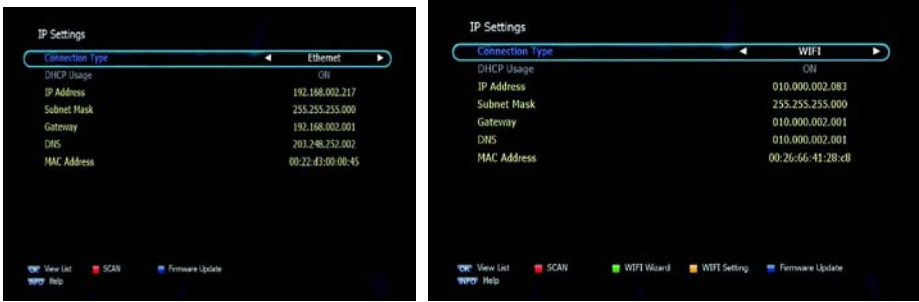 IP Settings
Connection Type Ethernet
DHCP Usage ON
IP Address 192.168.002.217
Subnet Mask 255.255.255.000
Gateway 192.168.002.001
DNS 203.248.252.002
MAC Address 00:22:d3:00:00:45
OK View List SCAN Firmware Update
INFO Help
IP Settings
Connection Type WIFI
DHCP Usage ON
IP Address 010.000.002.083
Subnet Mask 255.255.255.000
Gateway 010.000.002.001
DNS 010.000.002.001
MAC Address 00:26:66:41:28:c8
OK View List SCAN WIFI Wizard WIFI Setting Firmware Update
INFO Help